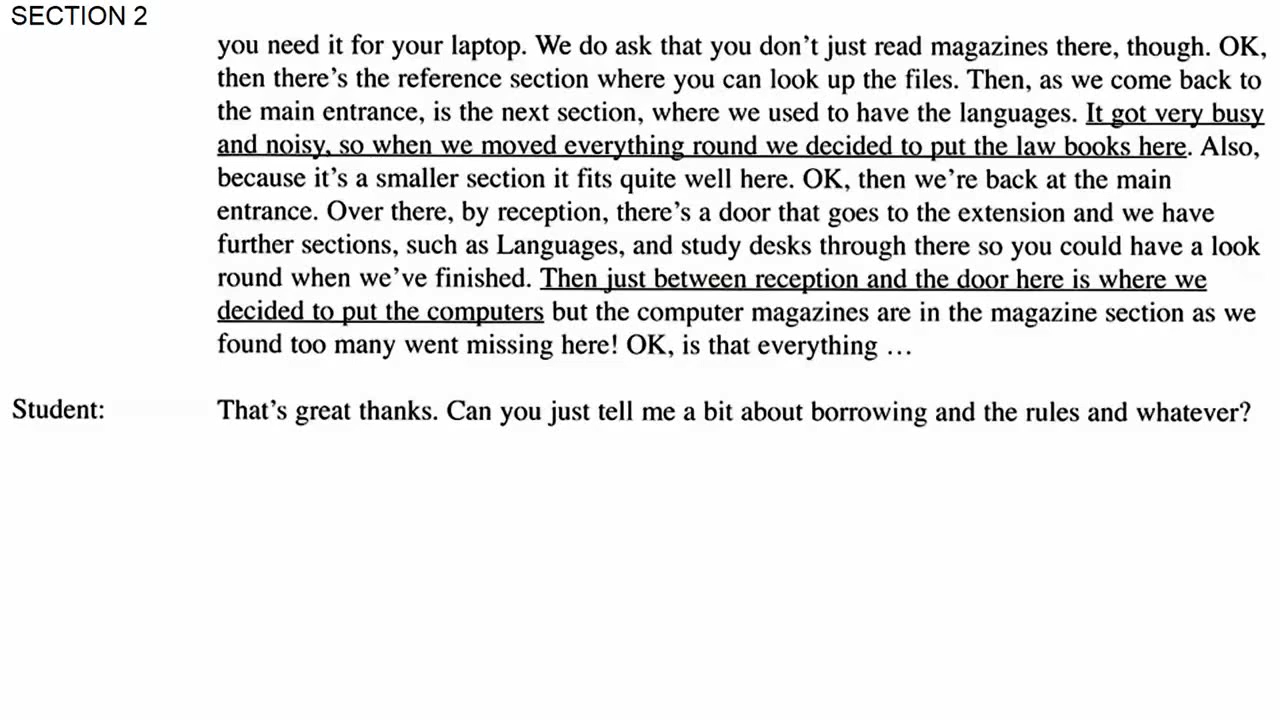 SECTION 2
you need it for your laptop. We do ask that you don't just read magazines there, though. OK,
then there's the reference section where you can look up the files. Then, as we come back to
the main entrance, is the next section, where we used to have the languages. It got very busy
and noisy, so when we moved everything round we decided to put the law books here. Also,
because it's a smaller section it fits quite well here. OK, then we're back at the main
entrance. Over there, by reception, there's a door that goes to the extension and we have
further sections, such as Languages, and study desks through there so you could have a look
round when we've finished. Then just between reception and the door here is where we
decided to put the computers but the computer magazines are in the magazine section as we
found too many went missing here! OK, is that everything …
Student: That's great thanks. Can you just tell me a bit about borrowing and the rules and whatever?